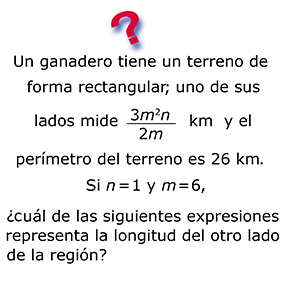 ?
Un ganadero tiene un terreno de
forma rectangular; uno de sus
lados mide 3m²n/2m km y el
perímetro del terreno es 26 km.
Si n=1 y m=6,
¿cuál de las siguientes expresiones
representa la longitud del otro lado
de la región?